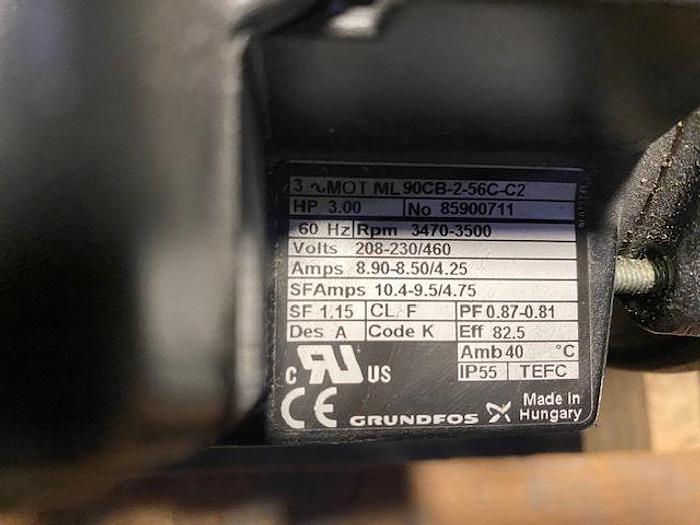 3 ∿ MOT ML 90CB-2-56C-C2
HP 3.00 No 85900711
60 Hz Rpm 3470-3500
Volts 208-230/460
Amps 8.90-8.50/4.25
SFAmps 10.4-9.5/4.75
SF 1.15 CL F PF 0.87-0.81
Des A Code K Eff 82.5
Amb 40 °C
IP55 TEFC
c RU US
CE GRUNDFOS Made in Hungary